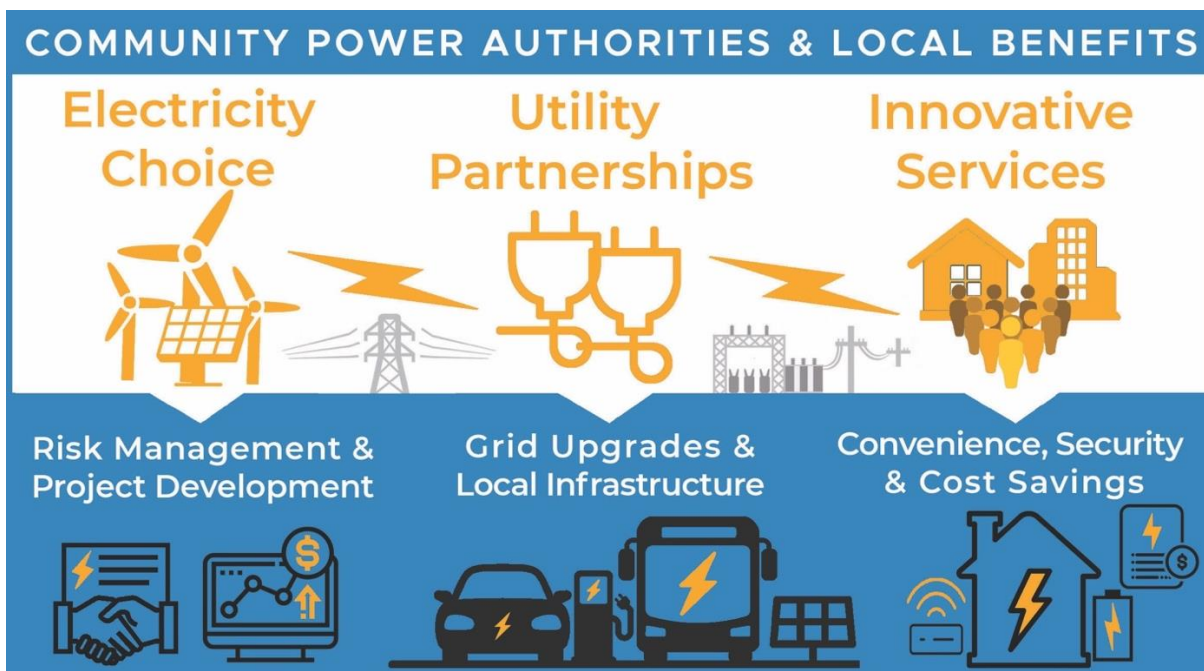 COMMUNITY POWER AUTHORITIES & LOCAL BENEFITS
Electricity
Choice
Utility
Partnerships
Innovative
Services
Risk Management &
Project Development
Grid Upgrades &
Local Infrastructure
Convenience, Security
& Cost Savings
$
$